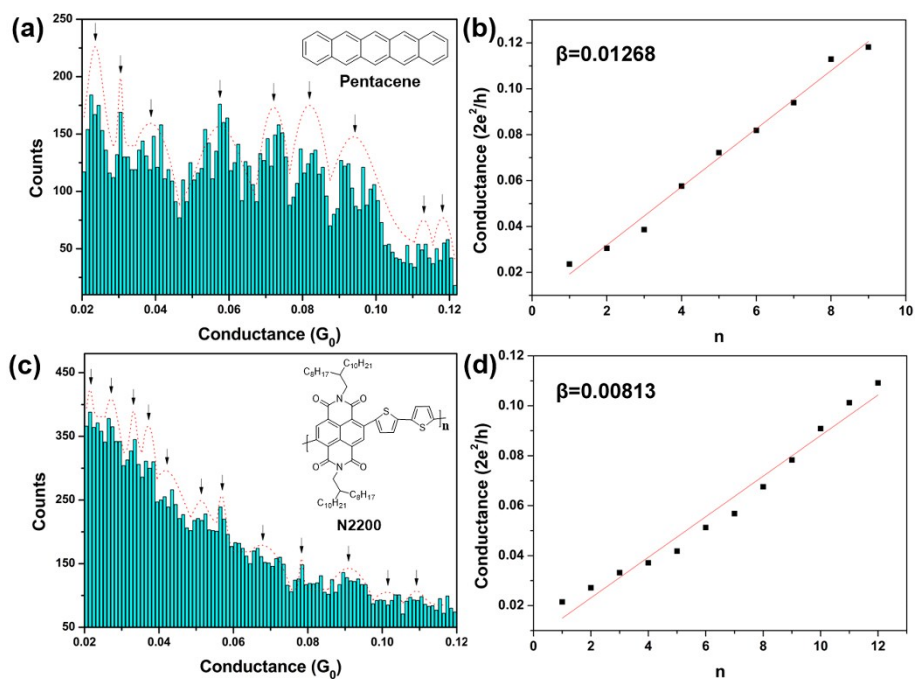 (a)
250
200
150
100
50
Counts
Pentacene
0.02
0.04
0.06
0.08
0.10
0.12
Conductance (G₀)
(b)
β=0.01268
0.12
0.10
0.08
0.06
0.04
0.02
Conductance (2e²/h)
0
2
4
6
8
10
n
(c)
450
350
250
150
50
Counts
C₁₀H₂₁
C₈H₁₇
O
N
O
S
S
n
O
N
O
C₈H₁₇
C₁₀H₂₁
N2200
0.02
0.04
0.06
0.08
0.10
0.12
Conductance (G₀)
(d)
β=0.00813
0.12
0.10
0.08
0.06
0.04
0.02
Conductance (2e²/h)
0
2
4
6
8
10
12
n